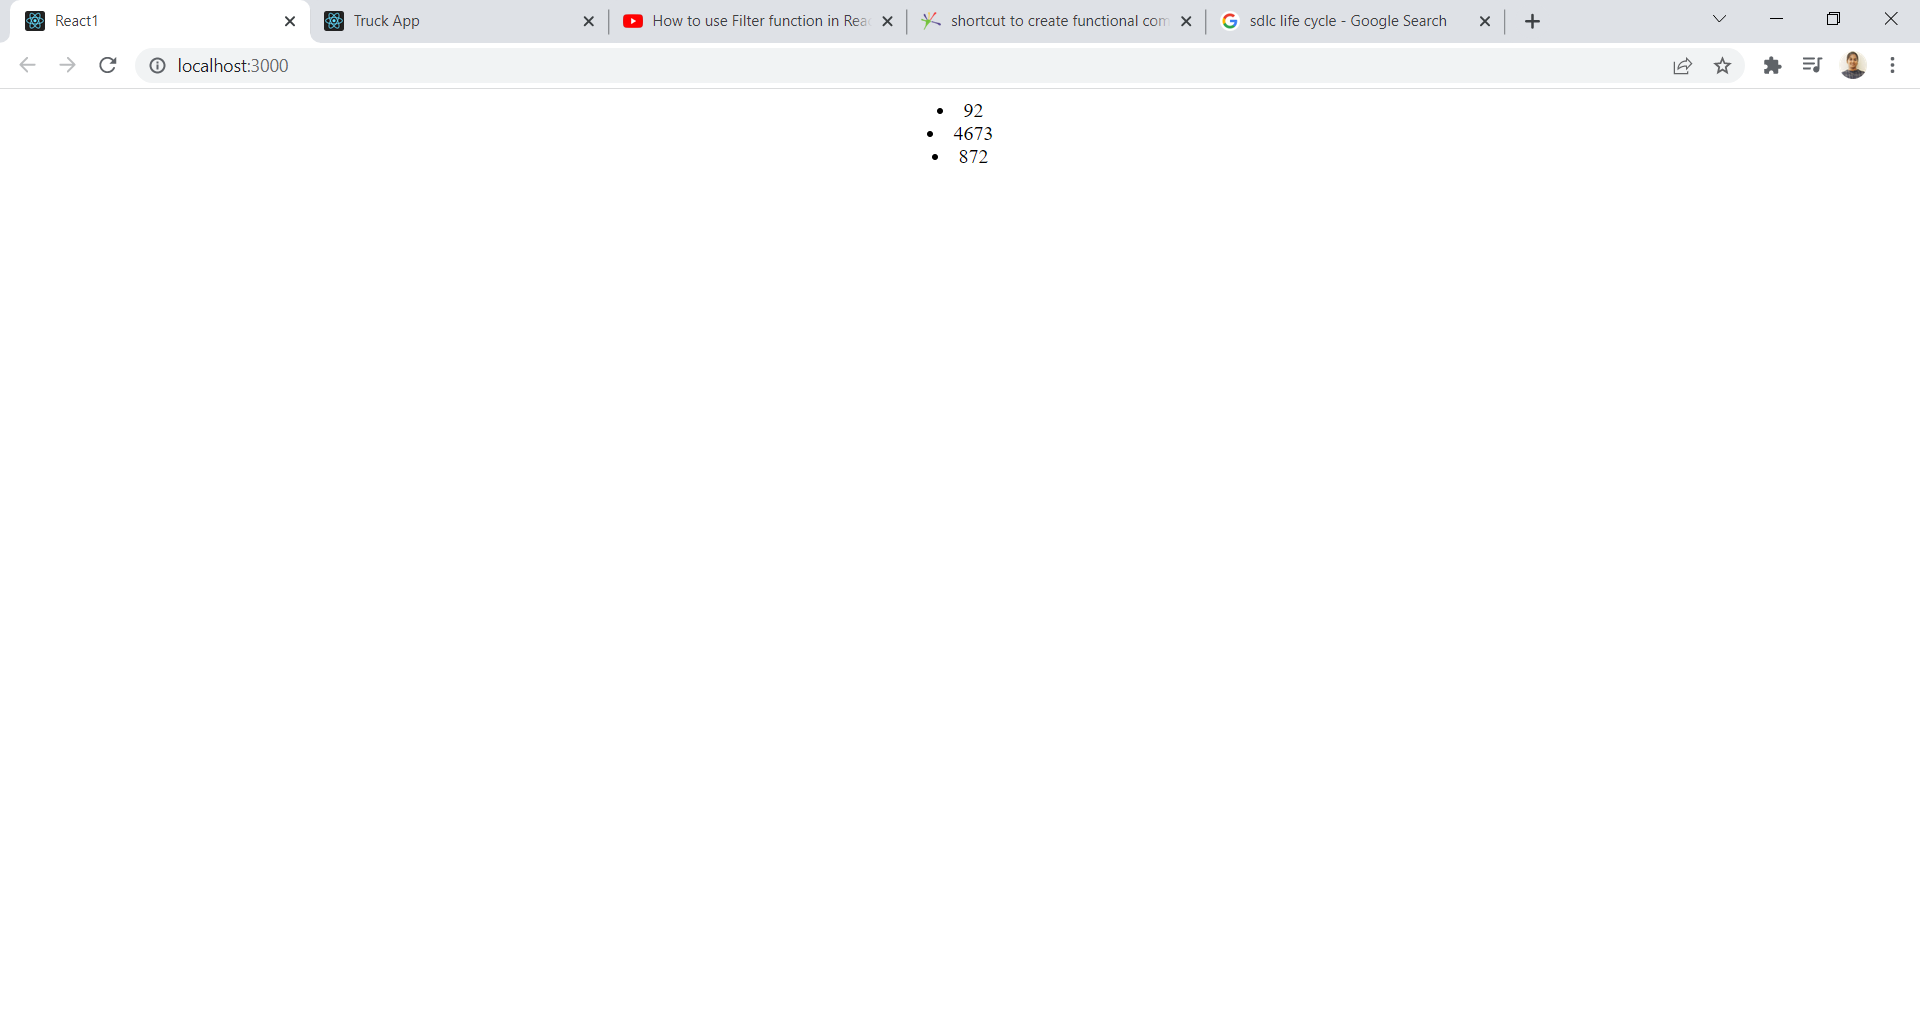 React1
Truck App
How to use Filter function in Reac
shortcut to create functional com
sdlc life cycle - Google Search
localhost:3000
• 92
• 4673
• 872